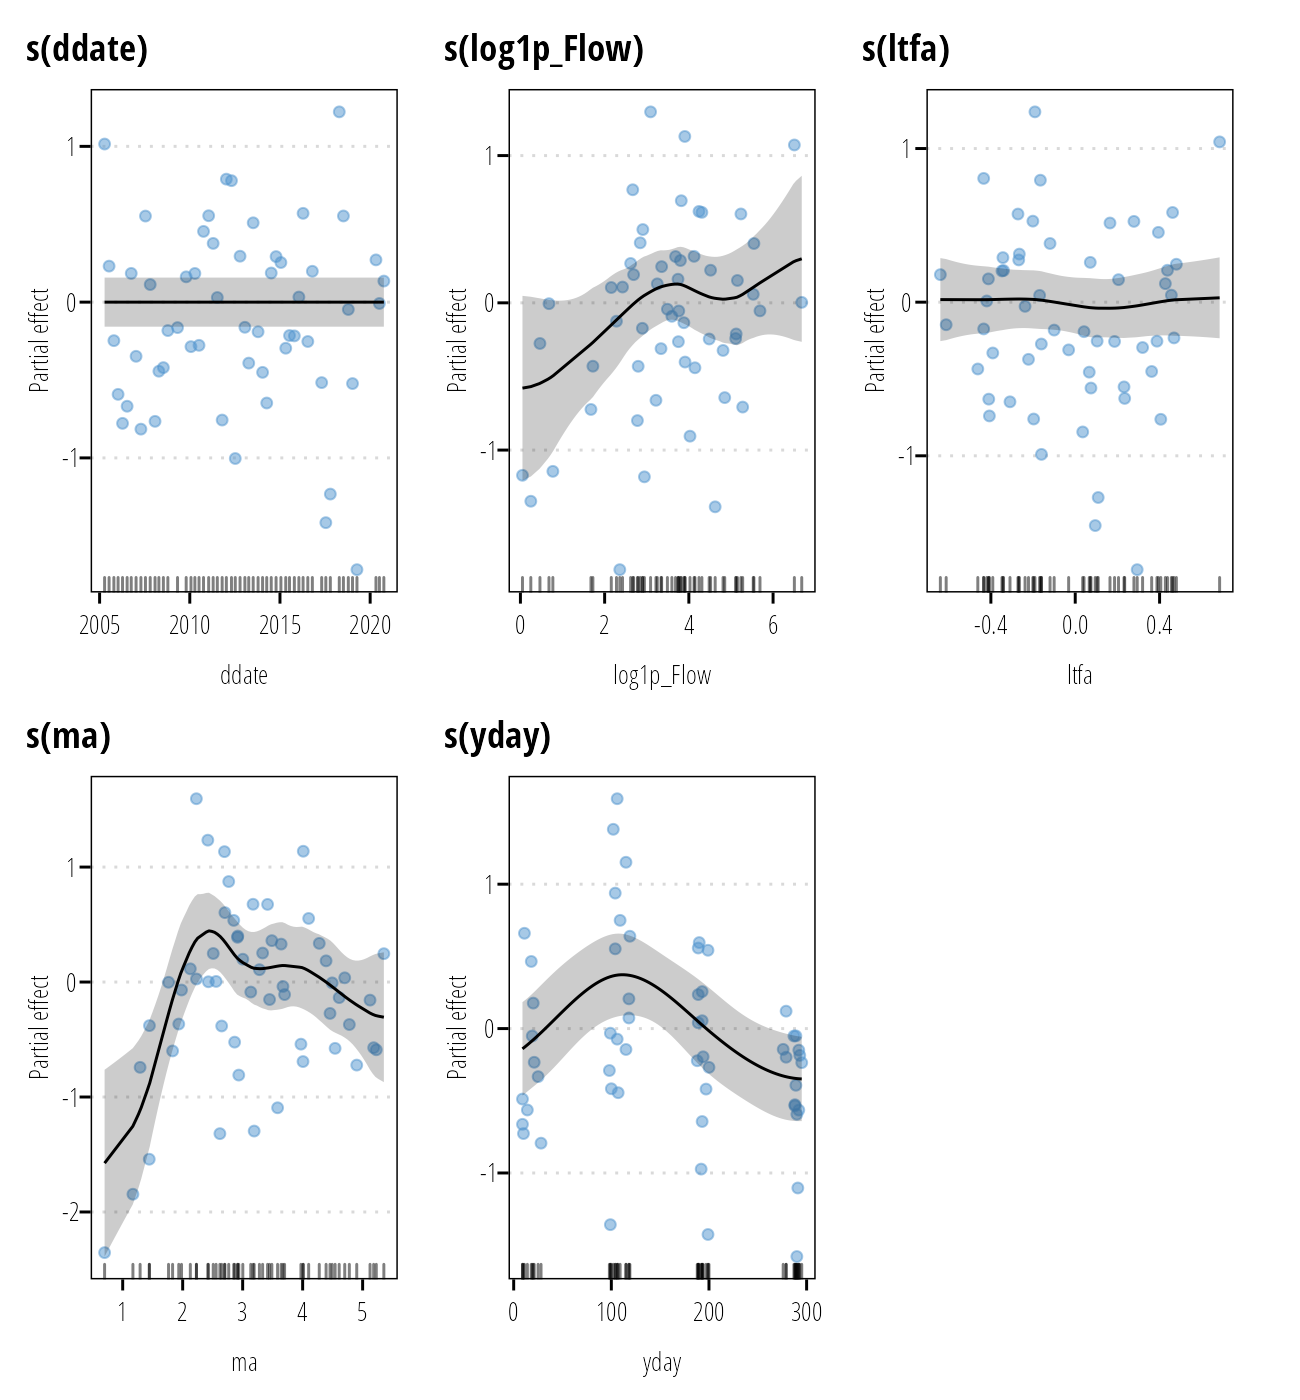 s(ddate)
s(log1p_Flow)
s(ltfa)
Partial effect
1
0
-1
2005
2010
2015
2020
ddate
Partial effect
1
0
-1
0
2
4
6
log1p_Flow
Partial effect
1
0
-1
-0.4
0.0
0.4
ltfa
s(ma)
s(yday)
Partial effect
1
0
-1
-2
1
2
3
4
5
ma
Partial effect
1
0
-1
0
100
200
300
yday